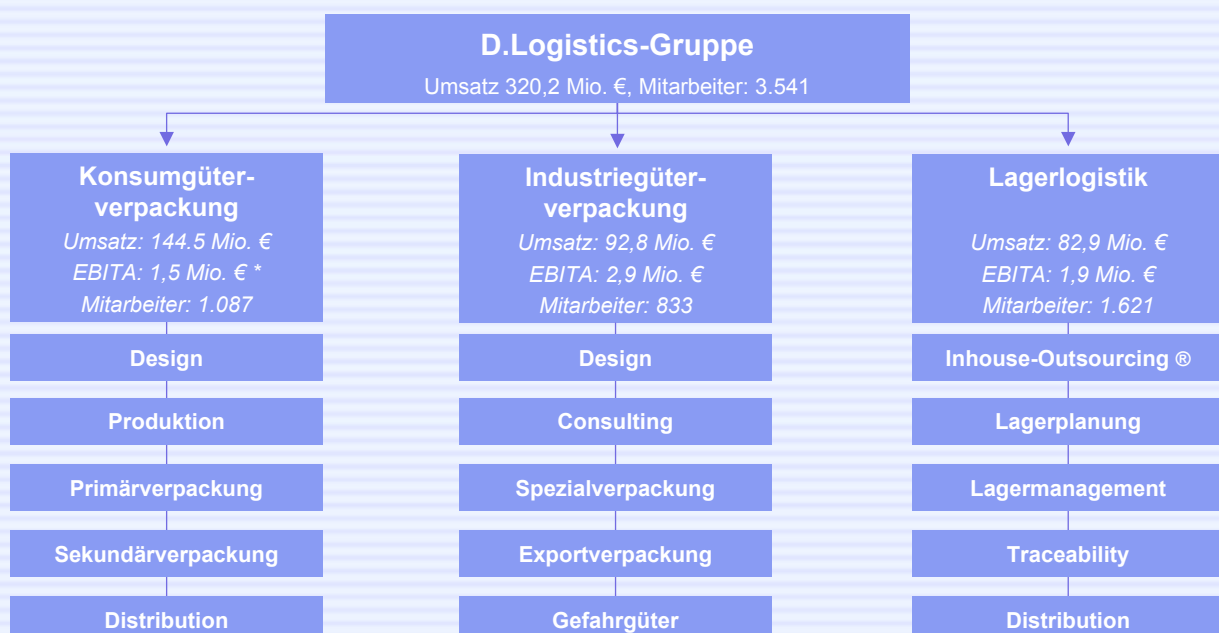 D.Logistics-Gruppe
Umsatz 320,2 Mio. €, Mitarbeiter: 3.541
Konsumgüter-
verpackung
Umsatz: 144.5 Mio. €
EBITA: 1,5 Mio. € *
Mitarbeiter: 1.087
Design
Produktion
Primärverpackung
Sekundärverpackung
Distribution
Industriegüter-
verpackung
Umsatz: 92,8 Mio. €
EBITA: 2,9 Mio. €
Mitarbeiter: 833
Design
Consulting
Spezialverpackung
Exportverpackung
Gefahrgüter
Lagerlogistik
Umsatz: 82,9 Mio. €
EBITA: 1,9 Mio. €
Mitarbeiter: 1.621
Inhouse-Outsourcing ®
Lagerplanung
Lagermanagement
Traceability
Distribution